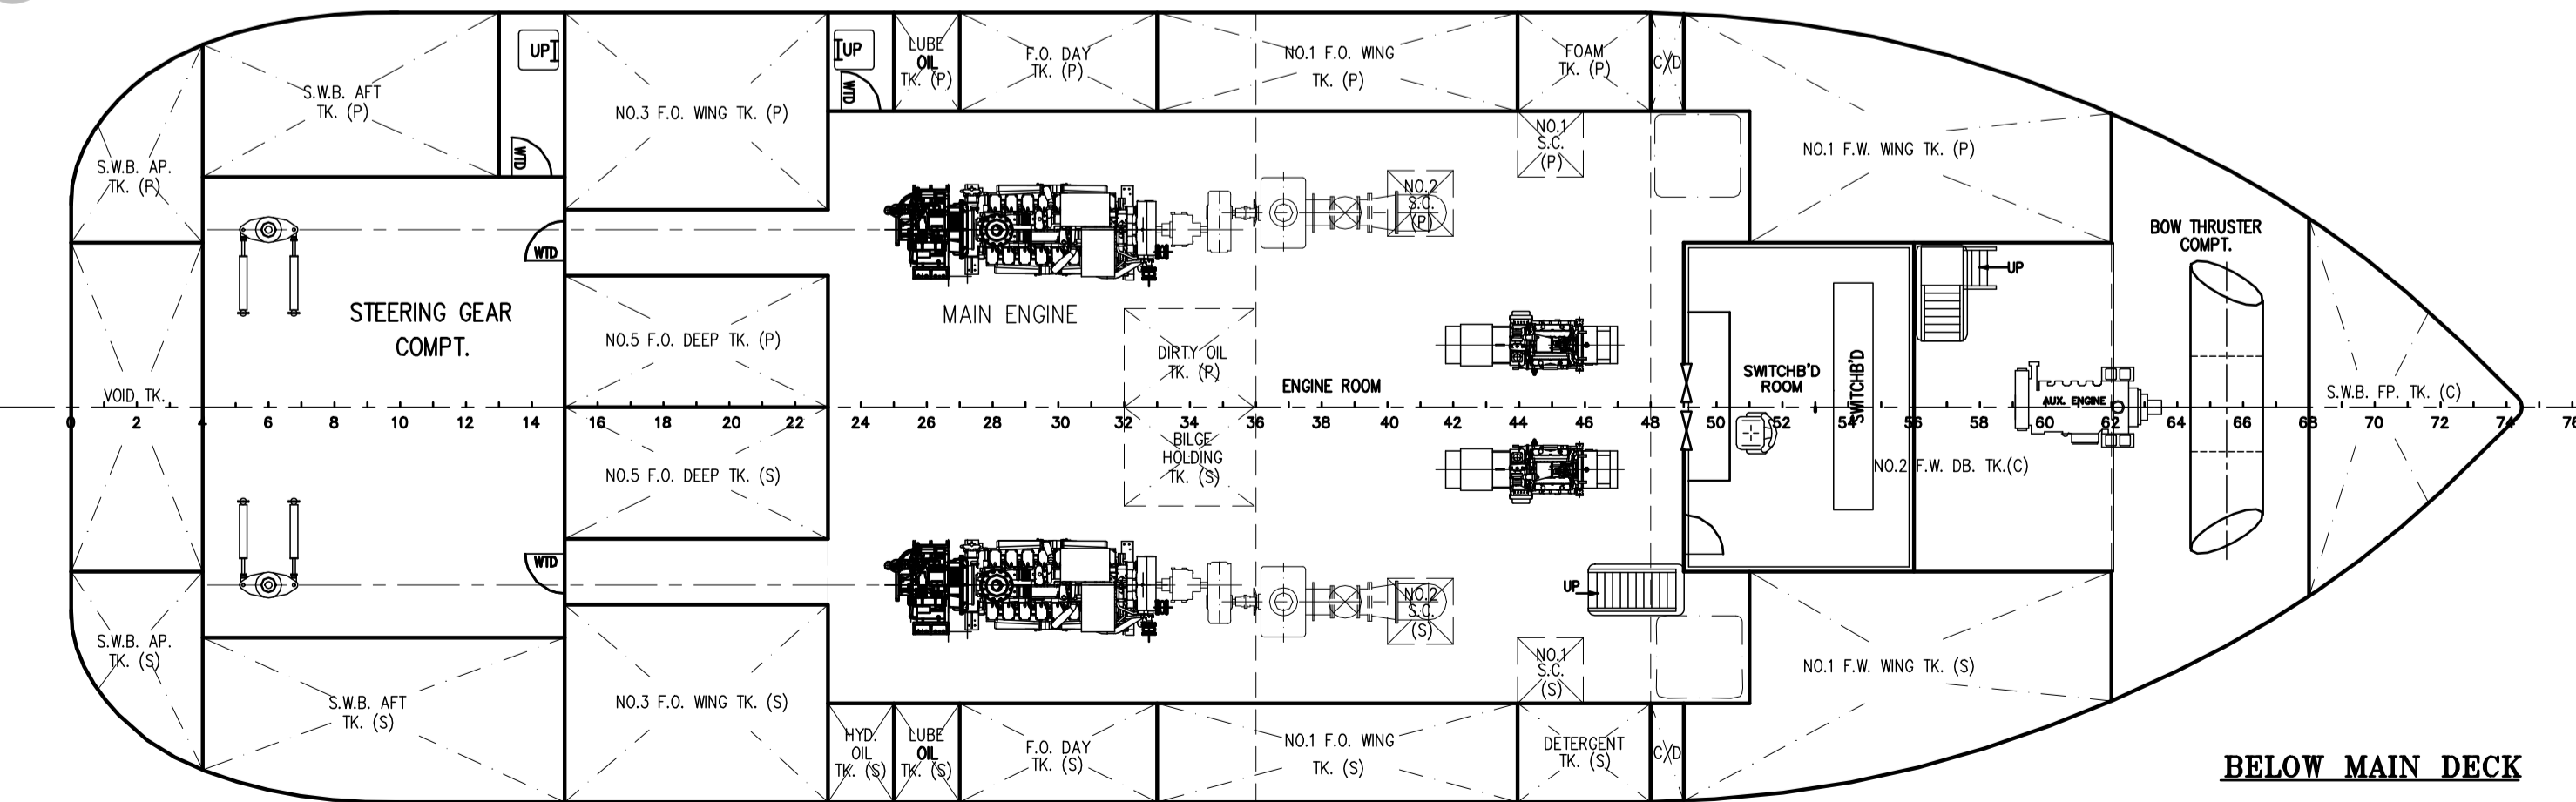 UP
UP
LUBE
OIL
TK. (P)
F.O. DAY
TK. (P)
NO.1 F.O. WING
TK. (P)
FOAM
TK. (P)
C/D
S.W.B. AFT
TK. (P)
WTD
NO.3 F.O. WING TK. (P)
WTD
NO.1
S.C.
(P)
NO.1 F.W. WING TK. (P)
S.W.B. AP.
TK. (P)
NO.2
S.C.
(P)
BOW THRUSTER
COMPT.
WTD
UP
STEERING GEAR
COMPT.
MAIN ENGINE
NO.5 F.O. DEEP TK. (P)
DIRTY OIL
TK. (P)
ENGINE ROOM
SWITCHB'D
ROOM
SWITCHB'D
VOID TK.
AUX. ENGINE
S.W.B. FP. TK. (C)
0 2 4 6 8 10 12 14 16 18 20 22 24 26 28 30 32 34 36 38 40 42 44 46 48 50 52 54 56 58 60 62 64 66 68 70 72 74 76
BILGE
HOLDING
TK. (S)
NO.5 F.O. DEEP TK. (S)
NO.2 F.W. DB. TK.(C)
WTD
UP
NO.2
S.C.
(S)
S.W.B. AP.
TK. (S)
NO.1
S.C.
(S)
NO.1 F.W. WING TK. (S)
S.W.B. AFT
TK. (S)
NO.3 F.O. WING TK. (S)
HYD.
OIL
TK. (S)
LUBE
OIL
TK. (S)
F.O. DAY
TK. (S)
NO.1 F.O. WING
TK. (S)
DETERGENT
TK. (S)
C/D
BELOW MAIN DECK